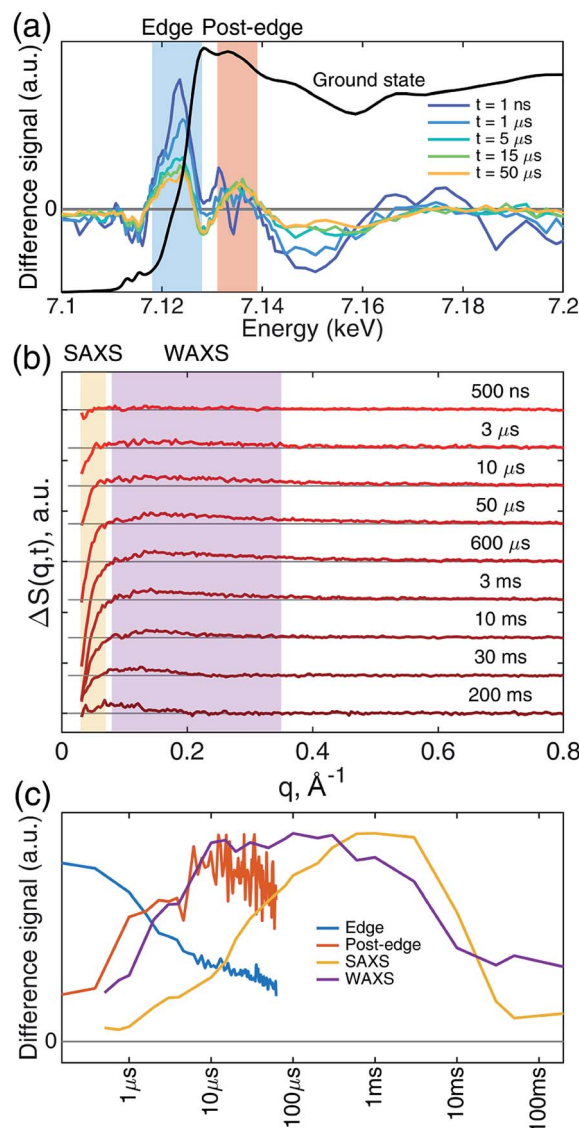 (a)
Edge Post-edge
Difference signal (a.u.)
Ground state
t = 1 ns
t = 1 μs
t = 5 μs
t = 15 μs
t = 50 μs
0
7.1 7.12 7.14 7.16 7.18 7.2
Energy (keV)
(b)
SAXS WAXS
ΔS(q,t), a.u.
500 ns
3 μs
10 μs
50 μs
600 μs
3 ms
10 ms
30 ms
200 ms
0 0.2 0.4 0.6 0.8
q, Å⁻¹
(c)
Difference signal (a.u.)
Edge
Post-edge
SAXS
WAXS
0
1μs 10μs 100μs 1ms 10ms 100ms